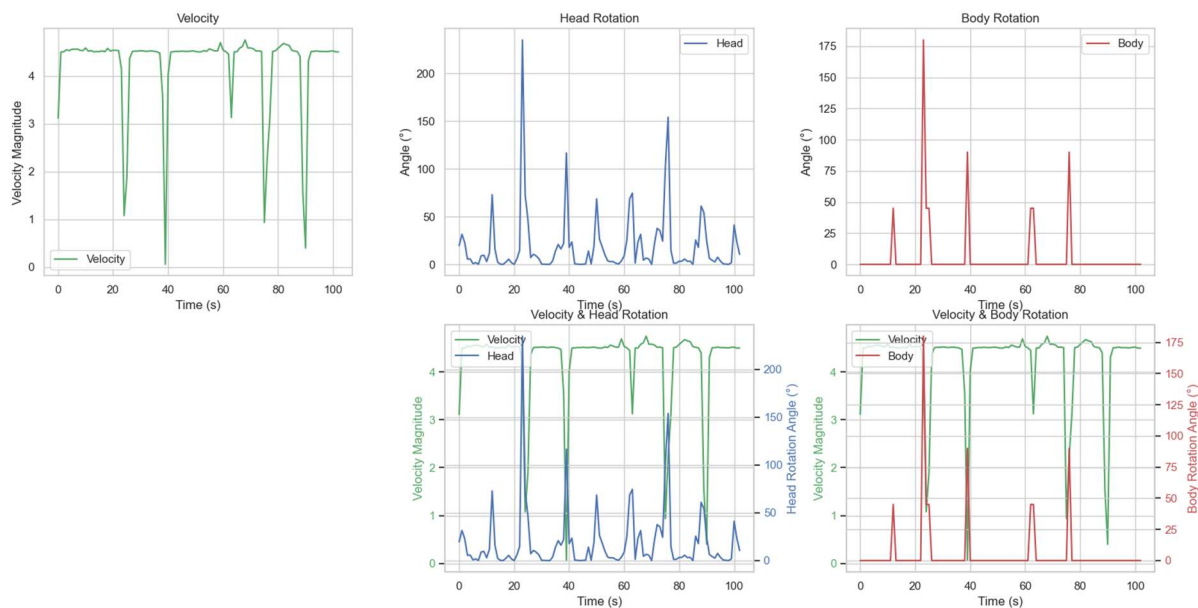 Velocity
Velocity Magnitude
4
3
2
1
0
Velocity
0 20 40 60 80 100
Time (s)
Head Rotation
Angle (°)
200
150
100
50
0
Head
0 20 40 60 80 100
Time (s)
Body Rotation
Angle (°)
175
150
125
100
75
50
25
0
Body
0 20 40 60 80 100
Time (s)
Velocity & Head Rotation
Velocity
Head
Velocity Magnitude
4
3
2
1
0
200
150
100
50
0
Head Rotation Angle (°)
0 20 40 60 80 100
Time (s)
Velocity & Body Rotation
Velocity
Body
Velocity Magnitude
4
3
2
1
0
175
150
125
100
75
50
25
0
Body Rotation Angle (°)
0 20 40 60 80 100
Time (s)